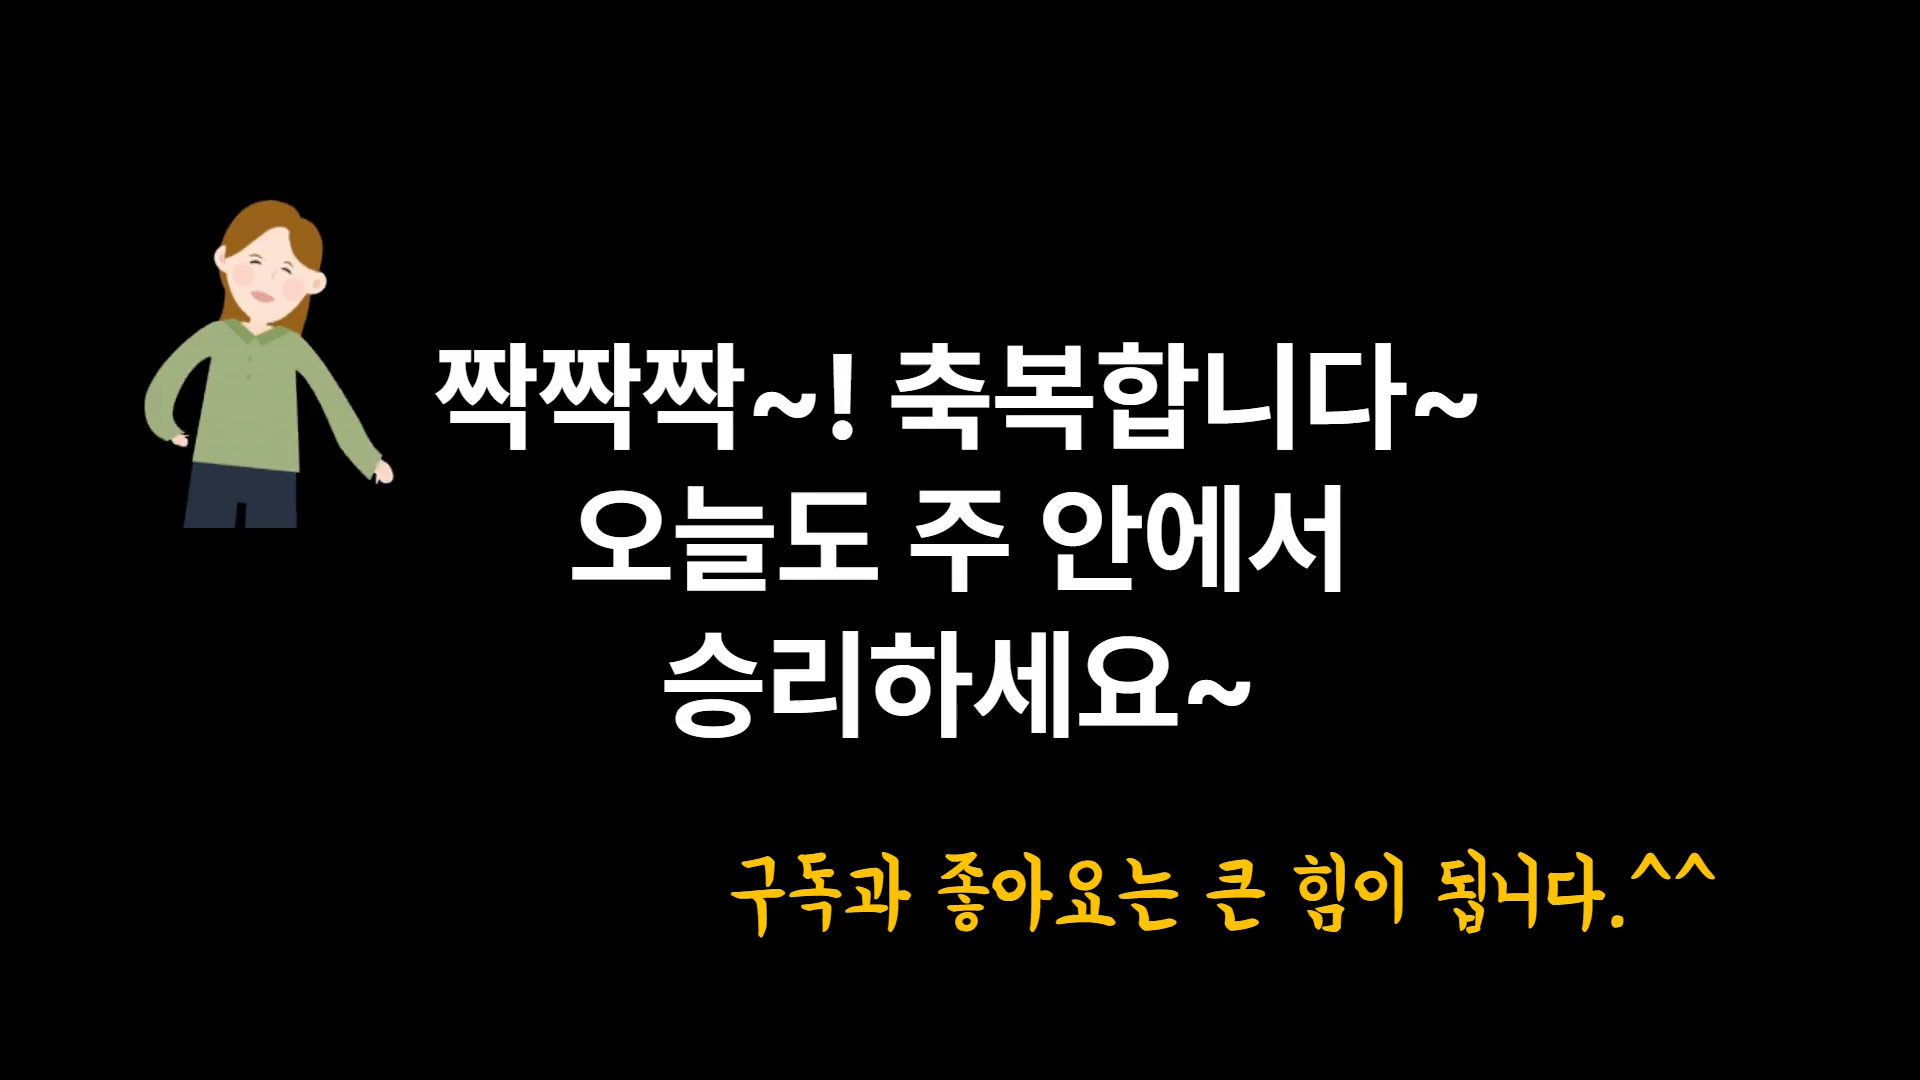 짝짝짝~! 축복합니다~
오늘도 주 안에서
승리하세요~
구독과 좋아요는 큰 힘이 됩니다.^^